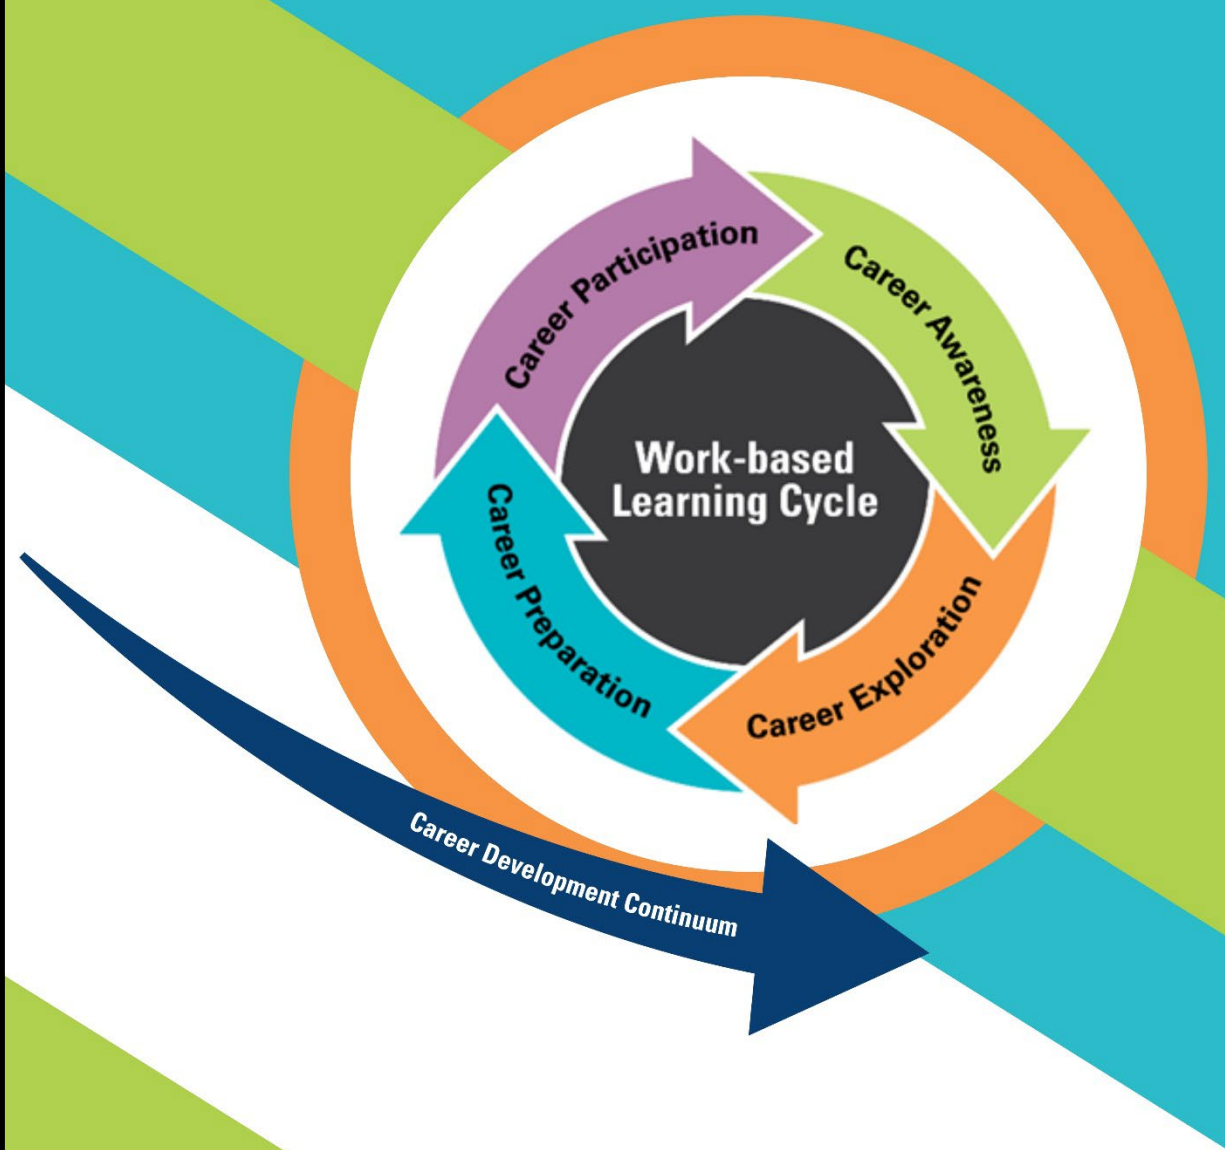 Career Participation
Career Awareness
Work-based
Learning Cycle
Career Preparation
Career Exploration
Career Development Continuum